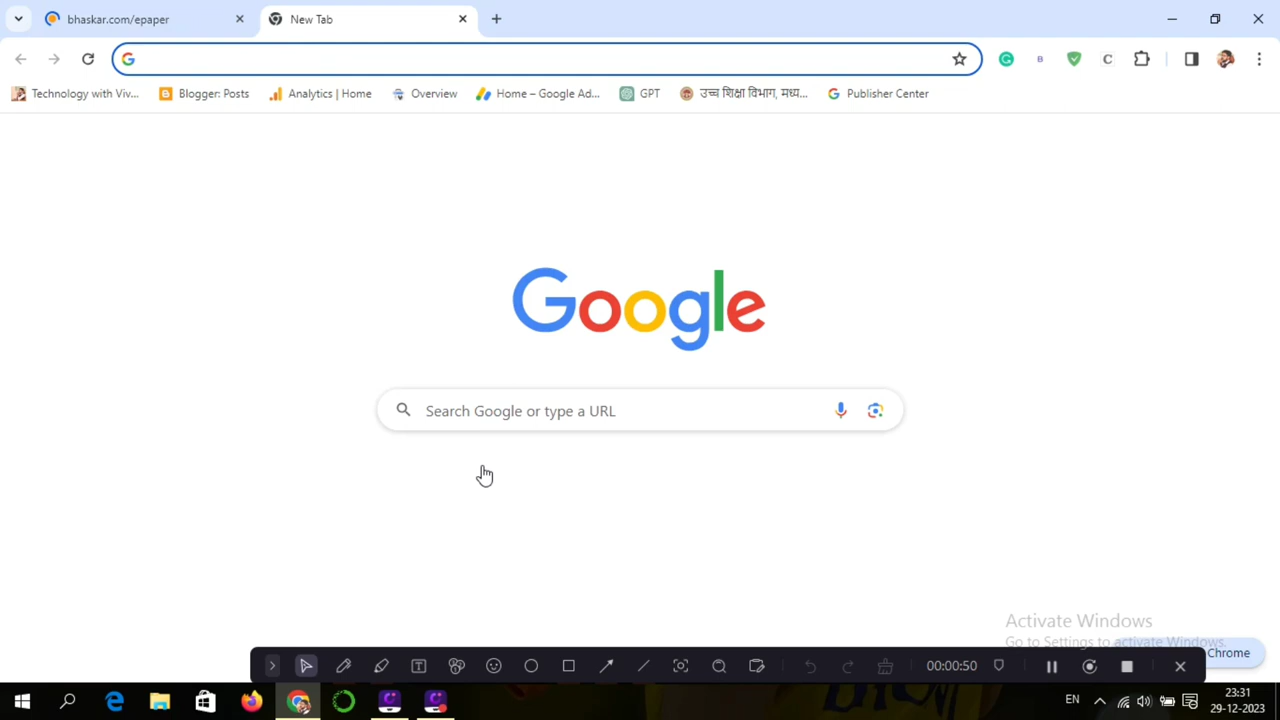 bhaskar.com/epaper
New Tab
Technology with Viv...
Blogger: Posts
Analytics | Home
Overview
Home – Google Ad...
GPT
उच्च शिक्षा विभाग, मध्य...
Publisher Center
Google
Search Google or type a URL
Activate Windows
Go to Settings to activate Windows.
Chrome
00:00:50
EN
23:31
29-12-2023